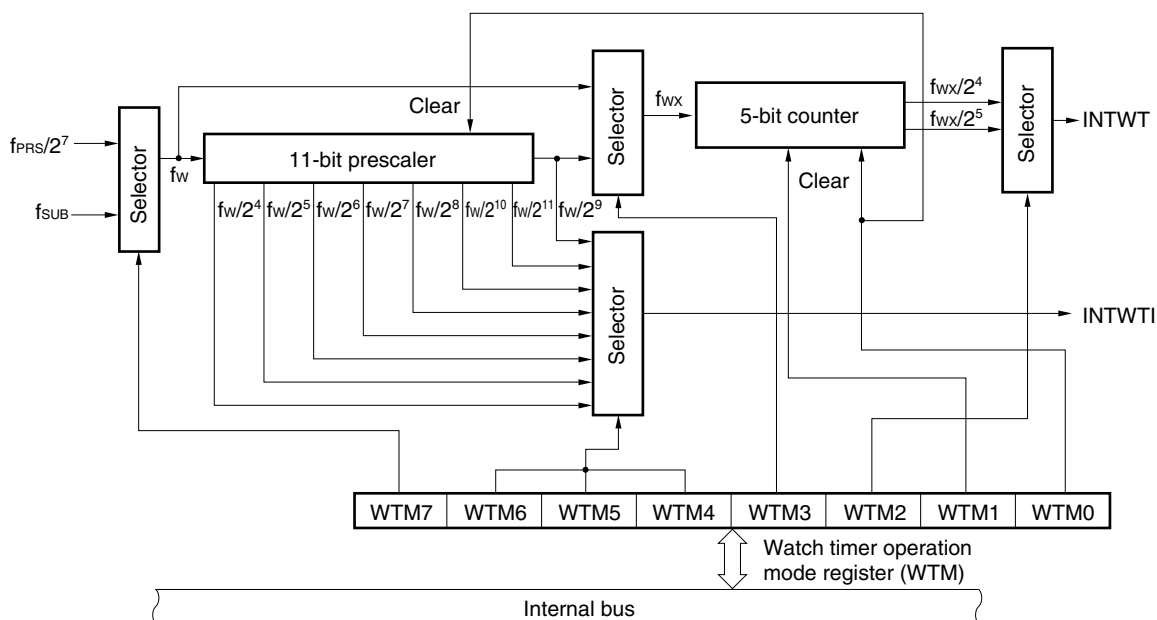 Clear
Selector
fPRS/2⁷
fSUB
fW
11-bit prescaler
fW/2⁴ fW/2⁵ fW/2⁶ fW/2⁷ fW/2⁸ fW/2¹⁰ fW/2¹¹ fW/2⁹
Selector
fWX
5-bit counter
Clear
fWX/2⁴
fWX/2⁵
Selector
INTWT
Selector
INTWTI
WTM7 WTM6 WTM5 WTM4 WTM3 WTM2 WTM1 WTM0
Watch timer operation
mode register (WTM)
Internal bus